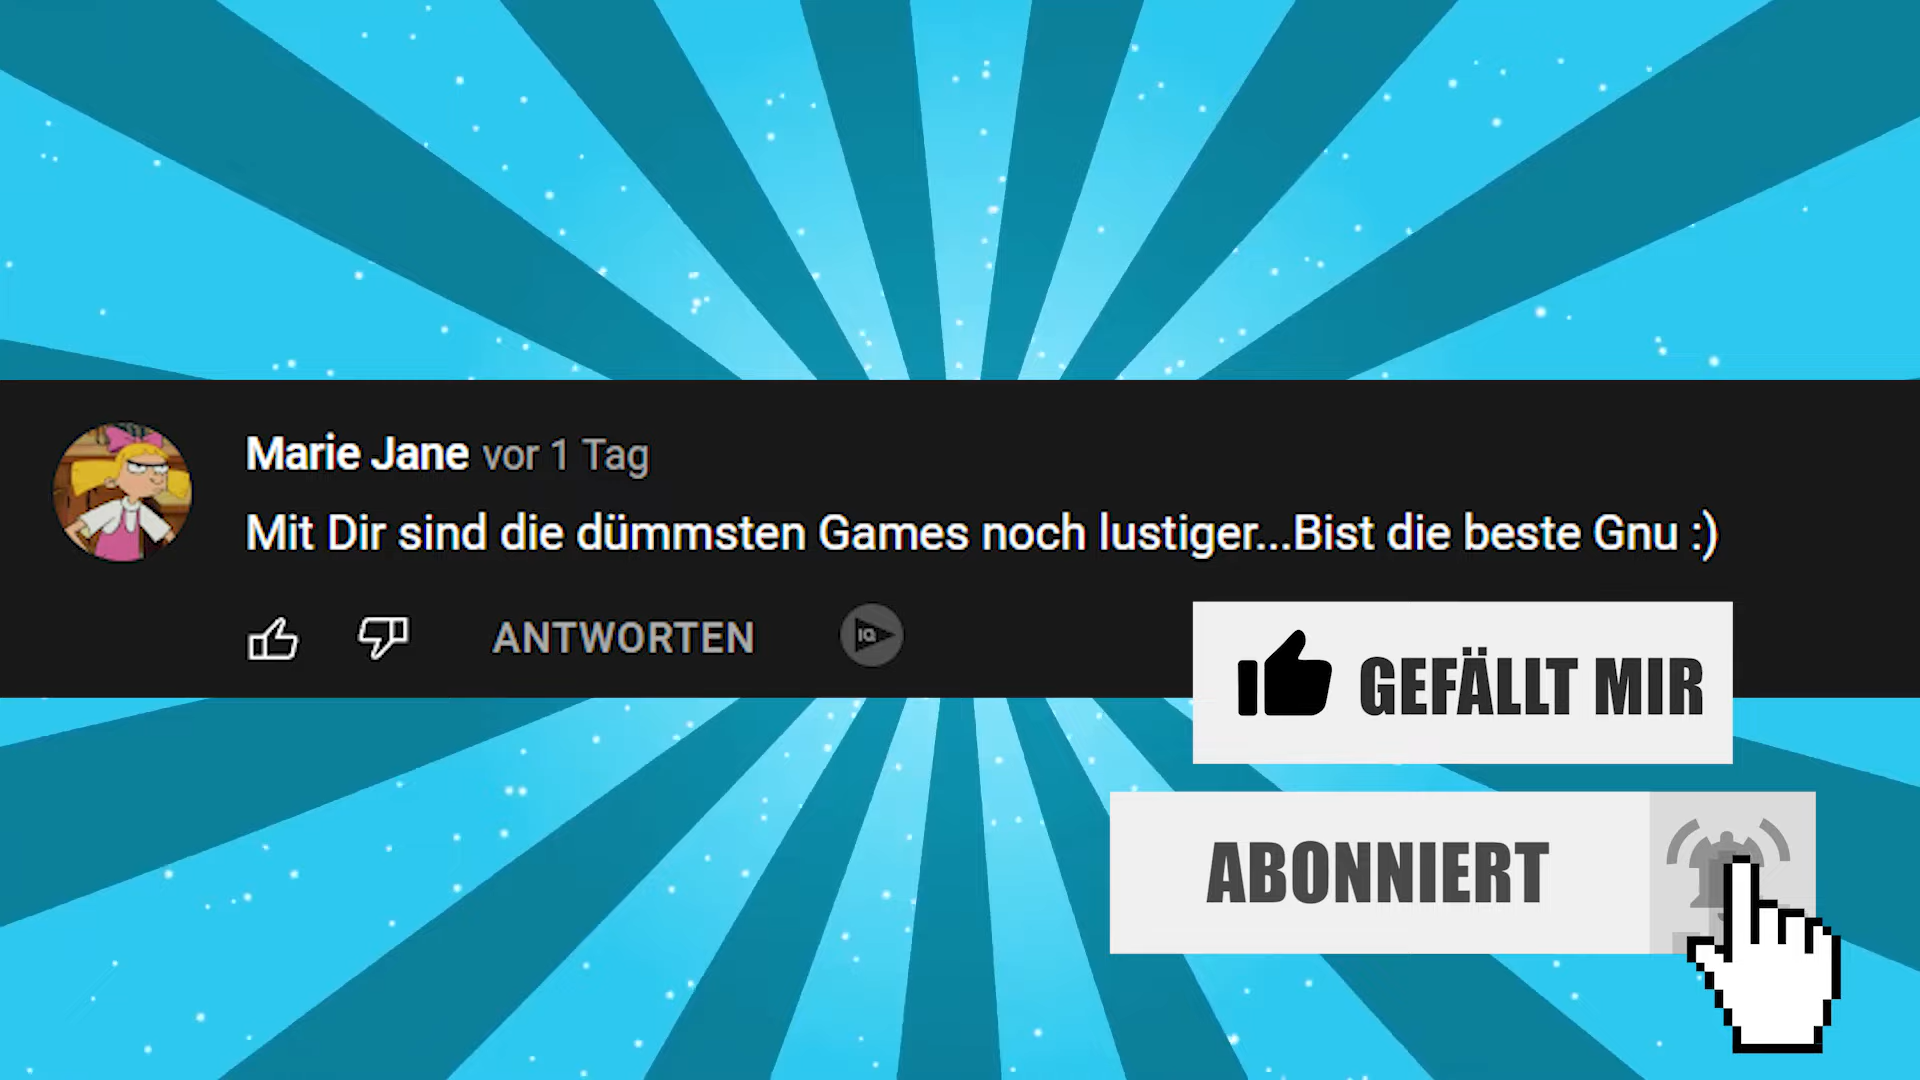 Marie Jane vor 1 Tag
Mit Dir sind die dümmsten Games noch lustiger...Bist die beste Gnu :)
ANTWORTEN
IQ
GEFÄLLT MIR
ABONNIERT